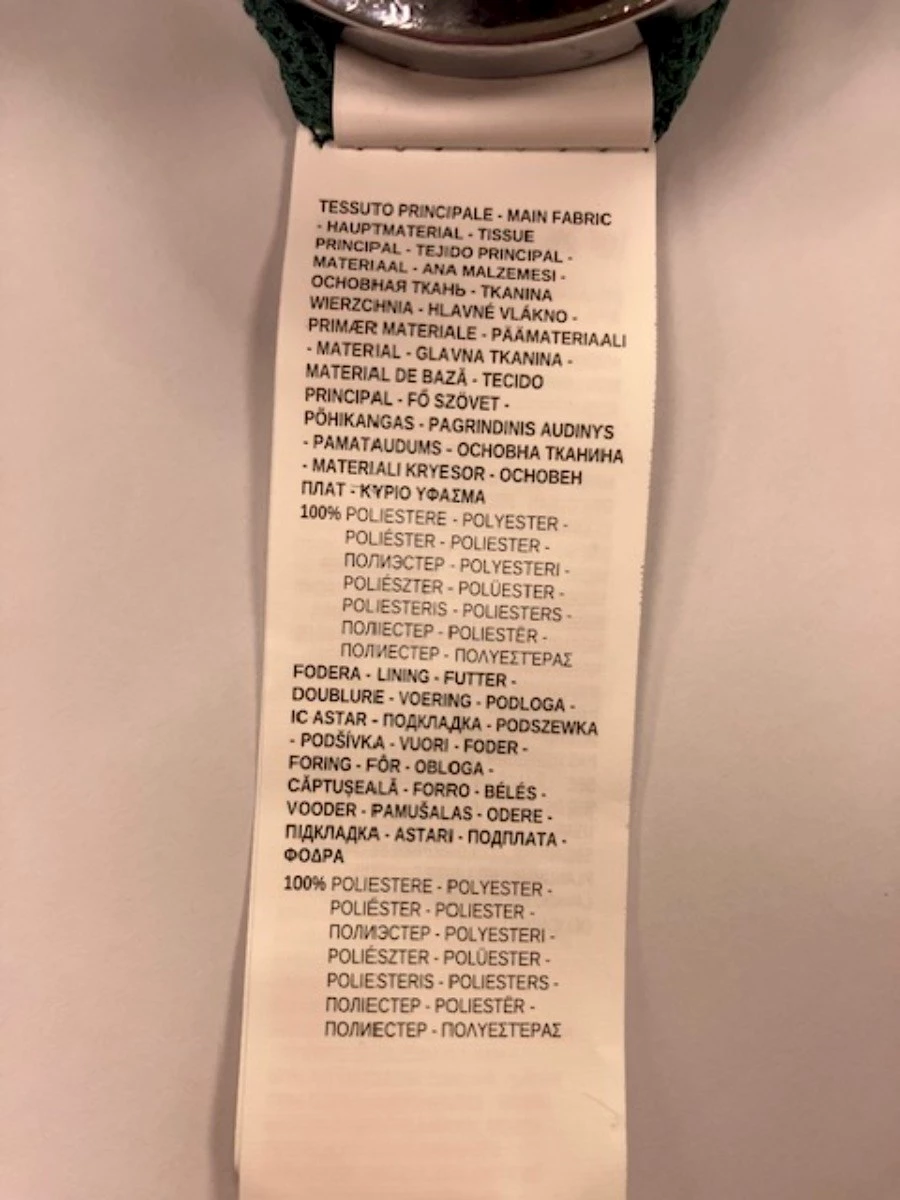 TESSUTO PRINCIPALE - MAIN FABRIC
- HAUPTMATERIAL - TISSUE
PRINCIPAL - TEJIDO PRINCIPAL -
MATERIAAL - ANA MALZEMESI -
ОСНОВНАЯ ТКАНЬ - TKANINA
WIERZCHNIA - HLAVNÉ VLÁKNO -
PRIMÆR MATERIALE - PÄÄMATERIAALI
- MATERIAL - GLAVNA TKANINA -
MATERIAL DE BAZĂ - TECIDO
PRINCIPAL - FŐ SZÖVET -
PÕHIKANGAS - PAGRINDINIS AUDINYS
- PAMATAUDUMS - ОСНОВНА ТКАНИНА
- MATERIALI KRYESOR - ОСНОВЕН
ПЛАТ - ΚΥΡΙΟ ΥΦΑΣΜΑ
100% POLIESTERE - POLYESTER -
POLIÉSTER - POLIESTER -
ПОЛИЭСТЕР - POLYESTERI -
POLIÉSZTER - POLÜESTER -
POLIESTERIS - POLIESTERS -
ПОЛІЕСТЕР - POLIESTËR -
ПОЛИЕСТЕР - ΠΟΛΥΕΣΤΈΡΑΣ
FODERA - LINING - FUTTER -
DOUBLURE - VOERING - PODLOGA -
IC ASTAR - ПОДКЛАДКА - PODSZEWKA
- PODŠÍVKA - VUORI - FODER -
FORING - FÔR - OBLOGA -
CĂPTUȘEALĂ - FORRO - BÉLÉS -
VOODER - PAMUŠALAS - ODERE -
ПІДКЛАДКА - ASTARI - ПОДПЛАТА -
ΦΟΔΡΑ
100% POLIESTERE - POLYESTER -
POLIÉSTER - POLIESTER -
ПОЛИЭСТЕР - POLYESTERI -
POLIÉSZTER - POLÜESTER -
POLIESTERIS - POLIESTERS -
ПОЛІЕСТЕР - POLIESTËR -
ПОЛИЕСТЕР - ΠΟΛΥΕΣΤΈΡΑΣ